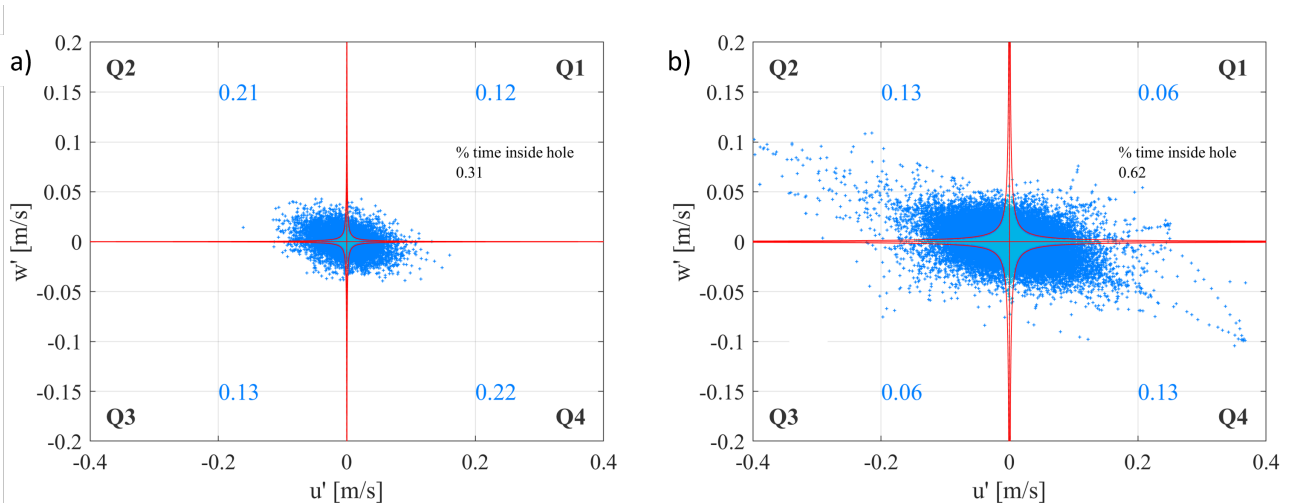 a)
0.2
0.15
0.1
0.05
0
-0.05
-0.1
-0.15
-0.2
w' [m/s]
Q2
Q1
0.21
0.12
% time inside hole
0.31
0.13
0.22
Q3
Q4
-0.4
-0.2
0
0.2
0.4
u' [m/s]
b)
0.2
0.15
0.1
0.05
0
-0.05
-0.1
-0.15
-0.2
w' [m/s]
Q2
Q1
0.13
0.06
% time inside hole
0.62
0.06
0.13
Q3
Q4
-0.4
-0.2
0
0.2
0.4
u' [m/s]